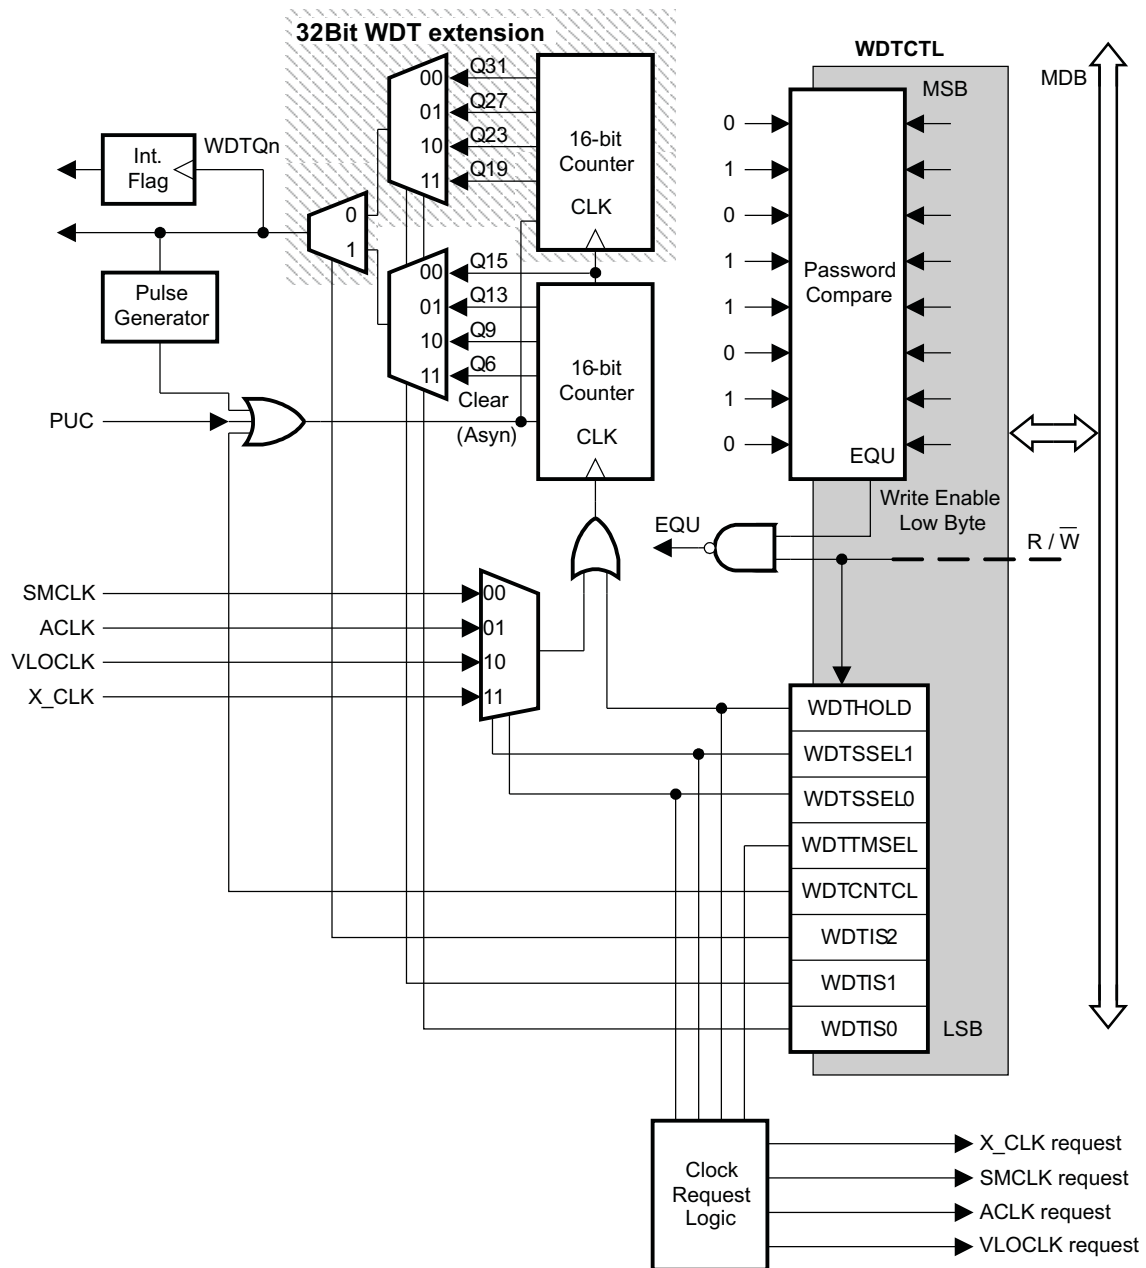 32Bit WDT extension
WDTCTL
MDB
MSB
Q31
00
Q27
01
Q23
10
Q19
11
16-bit
Counter
CLK
Int.
Flag
WDTQn
0
1
Pulse
Generator
Q15
00
Q13
01
Q9
10
Q6
11
16-bit
Counter
CLK
Clear
(Asyn)
PUC
0
1
0
1
1
0
1
0
Password
Compare
EQU
Write Enable
Low Byte
EQU
R / W
SMCLK
00
ACLK
01
VLOCLK
10
X_CLK
11
WDTHOLD
WDTSSEL1
WDTSSEL0
WDTTMSEL
WDTCNTCL
WDTIS2
WDTIS1
WDTIS0
LSB
Clock
Request
Logic
X_CLK request
SMCLK request
ACLK request
VLOCLK request